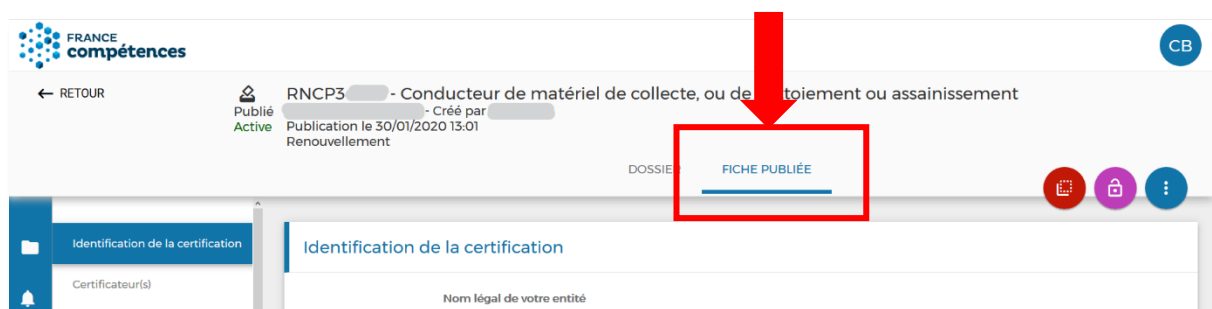 FRANCE
compétences
CB
← RETOUR
RNCP3 - Conducteur de matériel de collecte, ou de ou assainissement
Publié
- Créé par
Active
Publication le 30/01/2020 13:01
Renouvellement
DOSSIER
FICHE PUBLIÉE
Identification de la certification
Identification de la certification
Certificateur(s)
Nom légal de votre entité